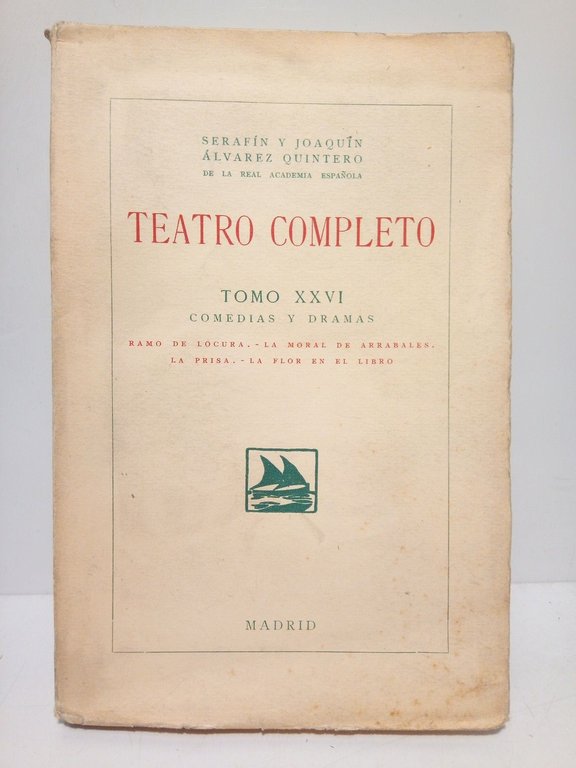 SERAFÍN Y JOAQUÍN
ÁLVAREZ QUINTERO
DE LA REAL ACADEMIA ESPAÑOLA
TEATRO COMPLETO
TOMO XXVI
COMEDIAS Y DRAMAS
RAMO DE LOCURA.-LA MORAL DE ARRABALES.
LA PRISA.-LA FLOR EN EL LIBRO
MADRID